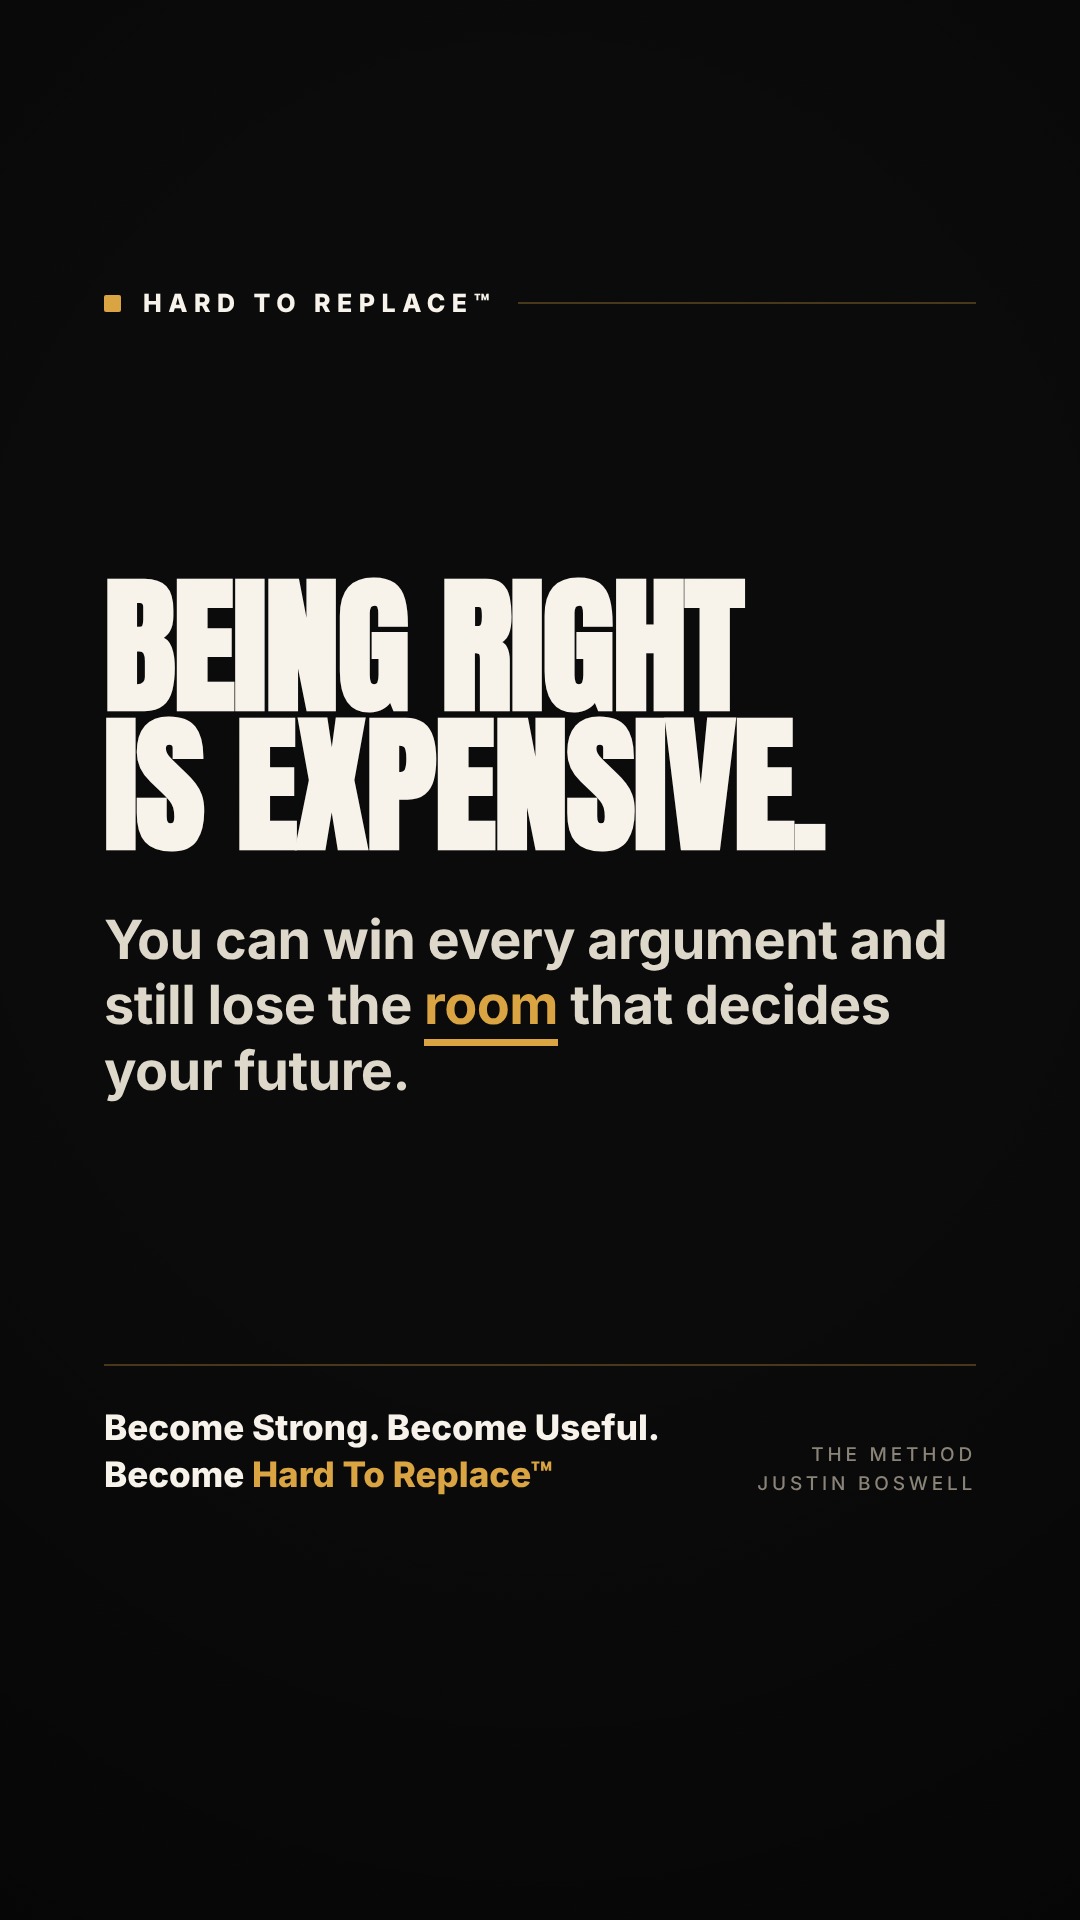 HARD TO REPLACE™
BEING RIGHT
IS EXPENSIVE.
You can win every argument and
still lose the room that decides
your future.
Become Strong. Become Useful.
Become Hard To Replace™
THE METHOD
JUSTIN BOSWELL